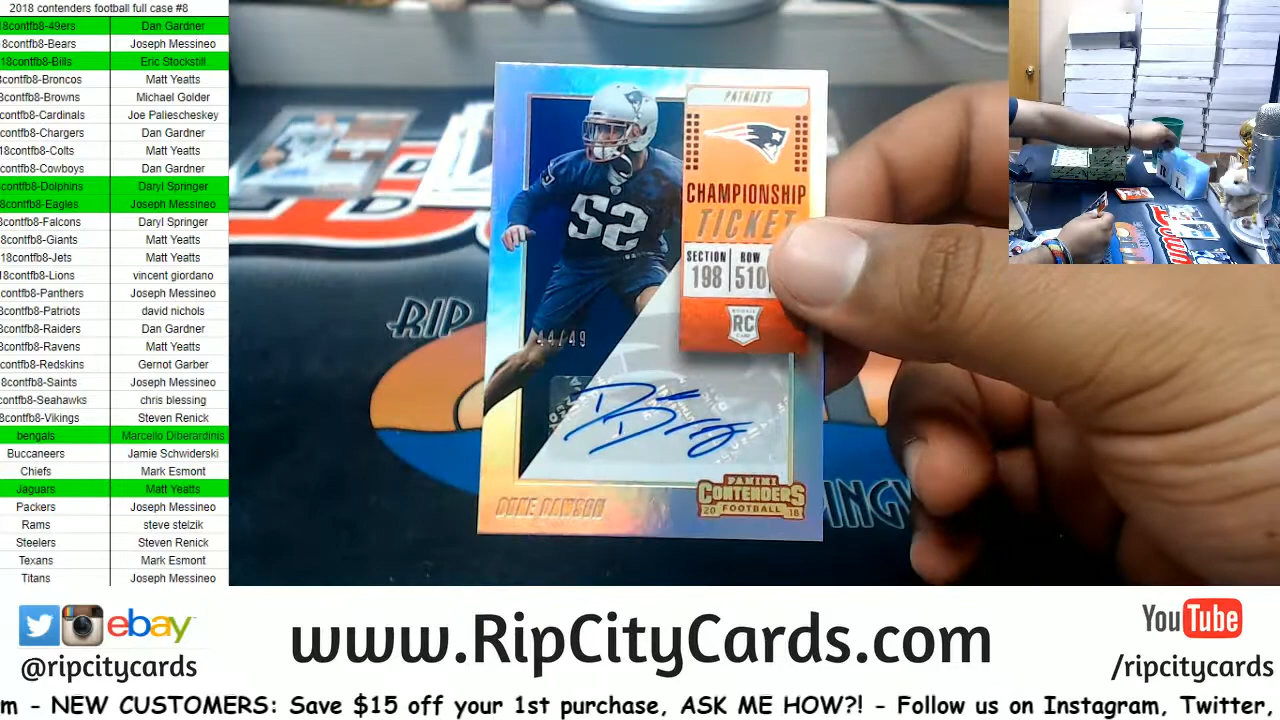 2018 contenders football full case #8
8contfb8-49ers Dan Gardner
8contfb8-Bears Joseph Messineo
18contfb8-Bills Eric Stockstill
8contfb8-Broncos Matt Yeatts
8contfb8-Browns Michael Golder
8contfb8-Cardinals Joe Paliescheskey
contfb8-Chargers Dan Gardner
18contfb8-Colts Matt Yeatts
contfb8-Cowboys Dan Gardner
8contfb8-Dolphins Daryl Springer
8contfb8-Eagles Joseph Messineo
8contfb8-Falcons Daryl Springer
8contfb8-Giants Matt Yeatts
18contfb8-Jets Matt Yeatts
18contfb8-Lions vincent giordano
contfb8-Panthers Joseph Messineo
8contfb8-Patriots david nichols
8contfb8-Raiders Dan Gardner
8contfb8-Ravens Matt Yeatts
contfb8-Redskins Gernot Garber
8contfb8-Saints Joseph Messineo
contfb8-Seahawks chris blessing
8contfb8-Vikings Steven Renick
bengals Marcello Diberardinis
Buccaneers Jamie Schwiderski
Chiefs Mark Esmont
Jaguars Matt Yeatts
Packers Joseph Messineo
Rams steve stelzik
Steelers Steven Renick
Texans Mark Esmont
Titans Joseph Messineo
PATRIOTS
CHAMPIONSHIP
TICKET
SECTION ROW
198 510
ROOKIE
RC
CARD
52
44/49
RIP
PANINI
CONTENDERS
20 FOOTBALL 18
DUKE DAWSON
ebay
@ripcitycards
www.RipCityCards.com
YouTube
/ripcitycards
m - NEW CUSTOMERS: Save $15 off your 1st purchase, ASK ME HOW?! - Follow us on Instagram, Twitter,